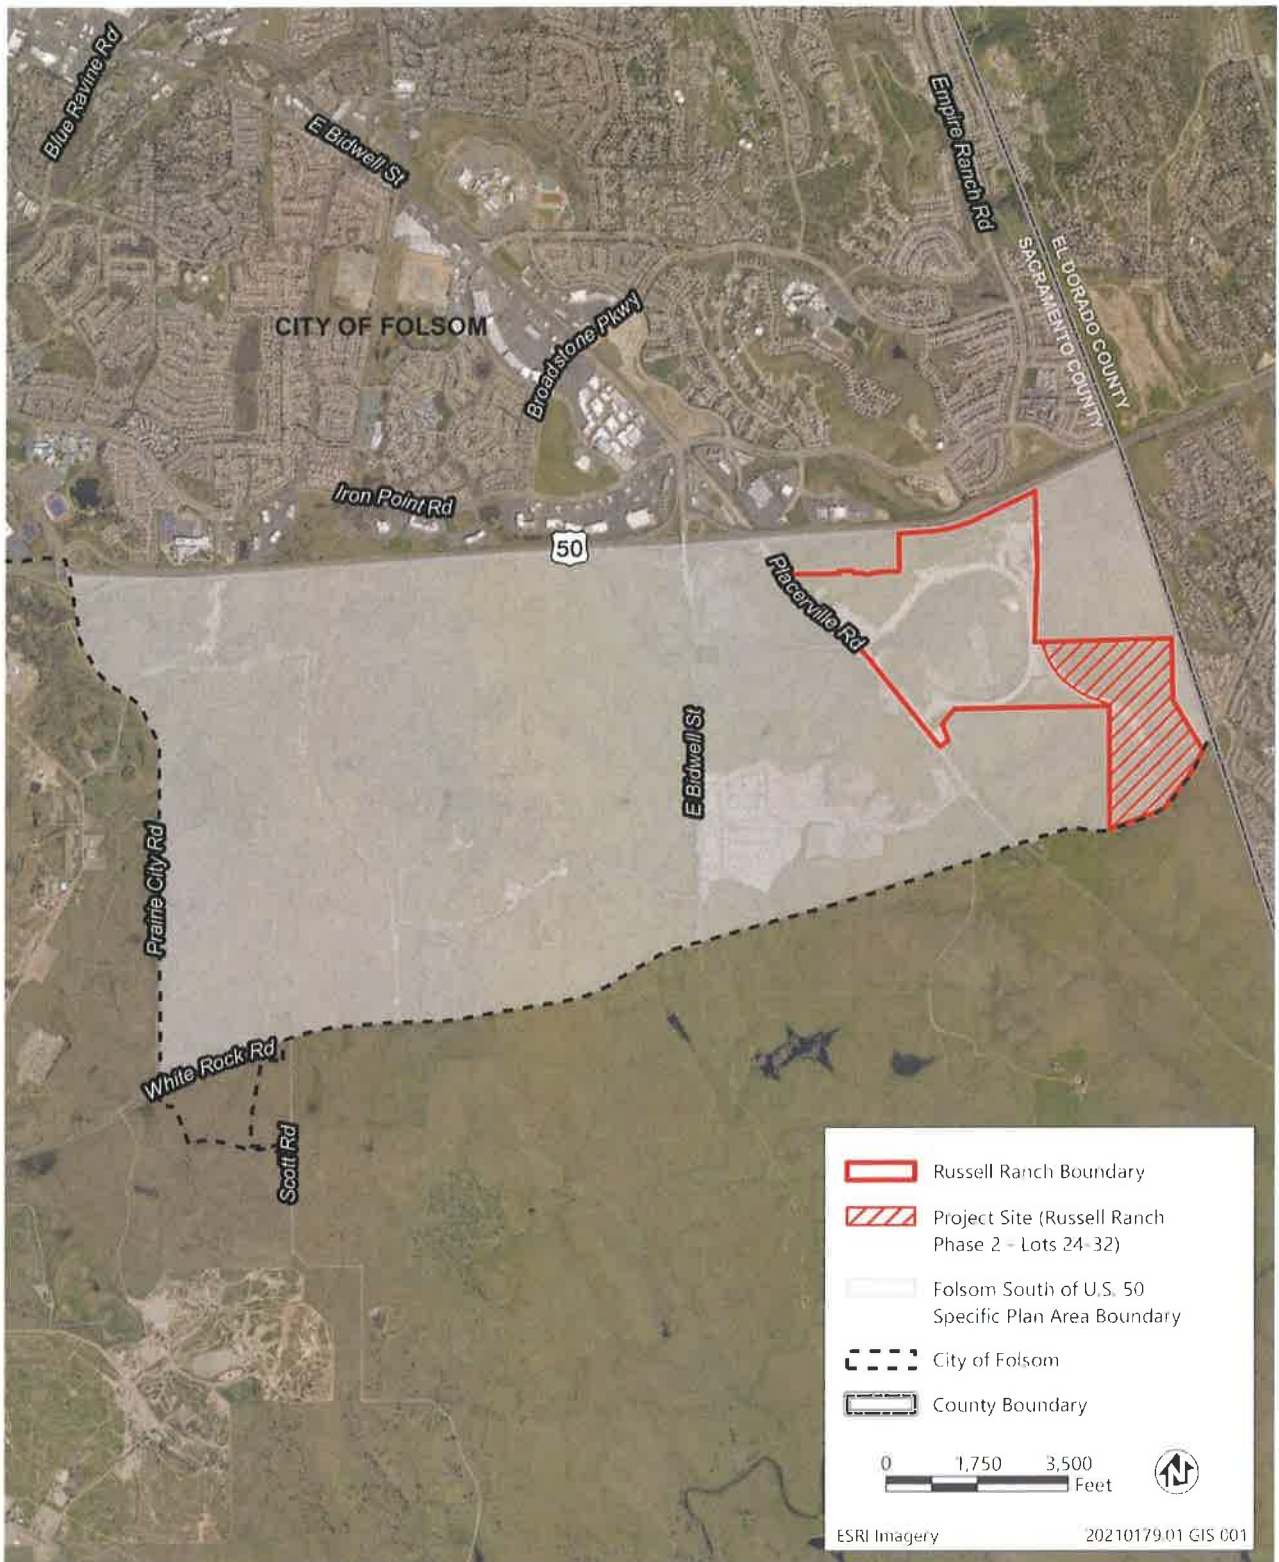 Blue Ravine Rd
E Bidwell St
Empire Ranch Rd
EL DORADO COUNTY
SACRAMENTO COUNTY
CITY OF FOLSOM
Broadstone Pkwy
Iron Point Rd
50
Placerville Rd
E Bidwell St
Prairie City Rd
White Rock Rd
Scott Rd
Russell Ranch Boundary
Project Site (Russell Ranch
Phase 2 - Lots 24-32)
Folsom South of U.S. 50
Specific Plan Area Boundary
City of Folsom
County Boundary
0 1,750 3,500
Feet
N
ESRI Imagery
20210179.01 GIS 001